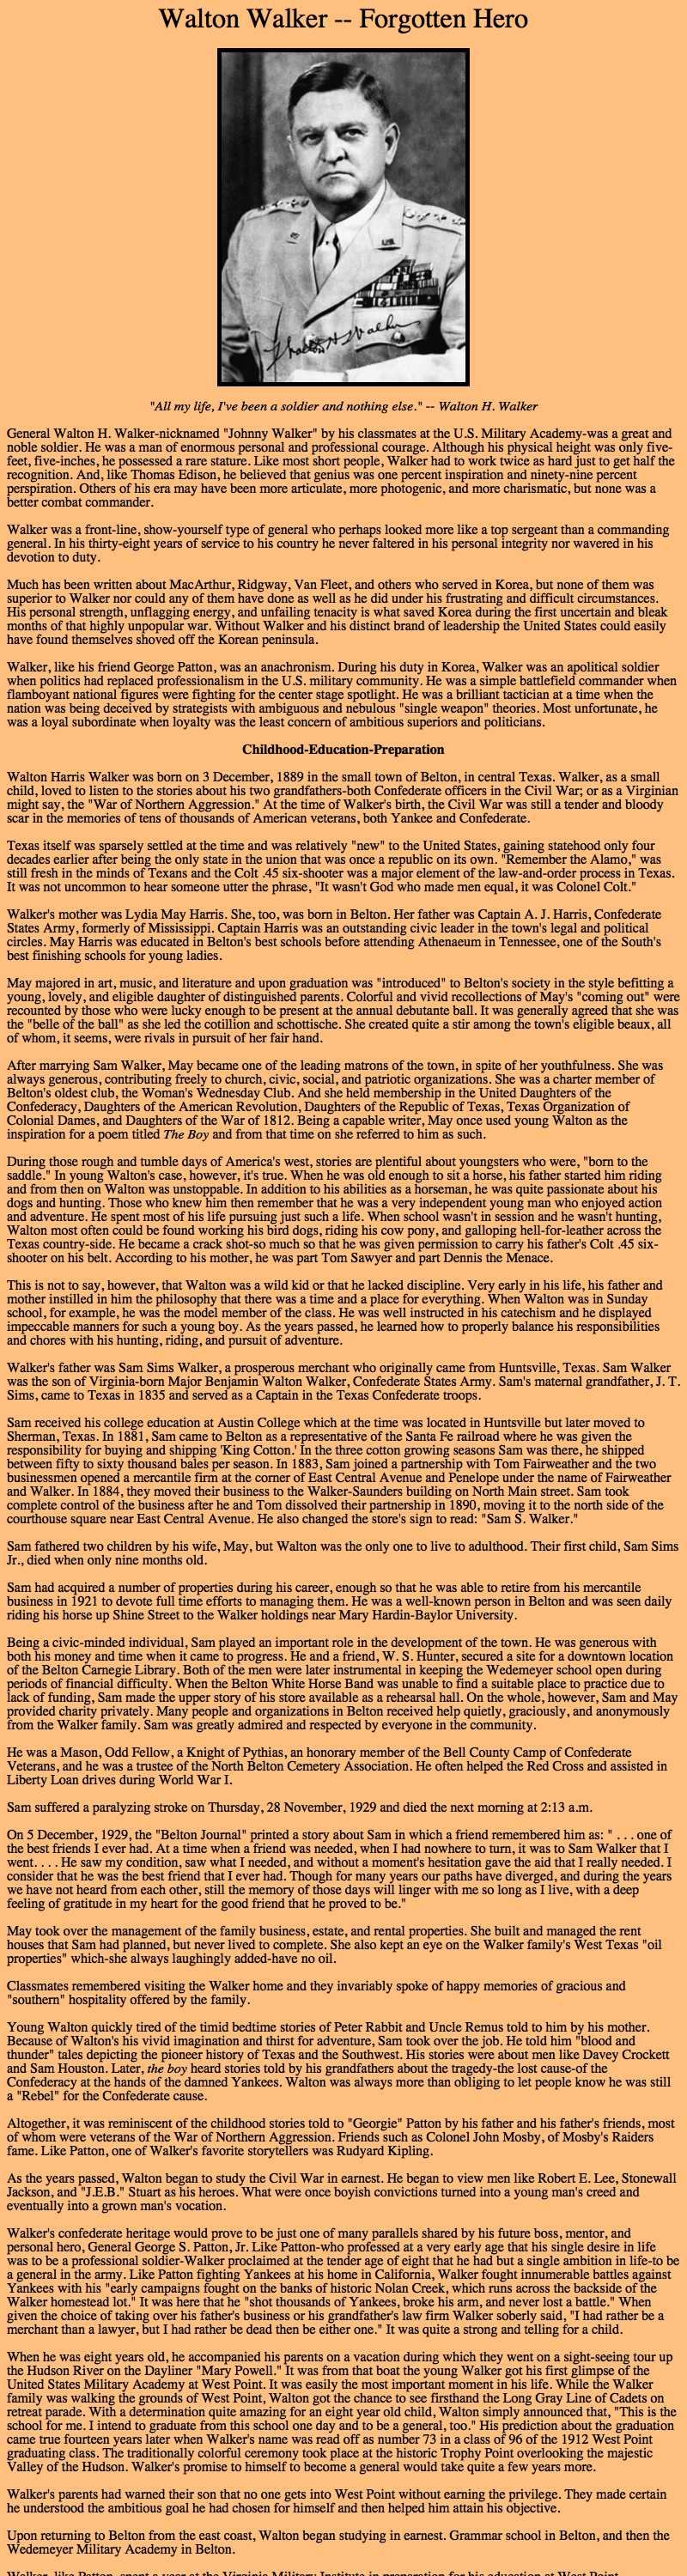 Walton Walker -- Forgotten Hero
Walton H Walker
"All my life, I've been a soldier and nothing else." -- Walton H. Walker
General Walton H. Walker-nicknamed "Johnny Walker" by his classmates at the U.S. Military Academy-was a great and
noble soldier. He was a man of enormous personal and professional courage. Although his physical height was only five-
feet, five-inches, he possessed a rare stature. Like most short people, Walker had to work twice as hard just to get half the
recognition. And, like Thomas Edison, he believed that genius was one percent inspiration and ninety-nine percent
perspiration. Others of his era may have been more articulate, more photogenic, and more charismatic, but none was a
better combat commander.
Walker was a front-line, show-yourself type of general who perhaps looked more like a top sergeant than a commanding
general. In his thirty-eight years of service to his country he never faltered in his personal integrity nor wavered in his
devotion to duty.
Much has been written about MacArthur, Ridgway, Van Fleet, and others who served in Korea, but none of them was
superior to Walker nor could any of them have done as well as he did under his frustrating and difficult circumstances.
His personal strength, unflagging energy, and unfailing tenacity is what saved Korea during the first uncertain and bleak
months of that highly unpopular war. Without Walker and his distinct brand of leadership the United States could easily
have found themselves shoved off the Korean peninsula.
Walker, like his friend George Patton, was an anachronism. During his duty in Korea, Walker was an apolitical soldier
when politics had replaced professionalism in the U.S. military community. He was a simple battlefield commander when
flamboyant national figures were fighting for the center stage spotlight. He was a brilliant tactician at a time when the
nation was being deceived by strategists with ambiguous and nebulous "single weapon" theories. Most unfortunate, he
was a loyal subordinate when loyalty was the least concern of ambitious superiors and politicians.
Childhood-Education-Preparation
Walton Harris Walker was born on 3 December, 1889 in the small town of Belton, in central Texas. Walker, as a small
child, loved to listen to the stories about his two grandfathers-both Confederate officers in the Civil War; or as a Virginian
might say, the "War of Northern Aggression." At the time of Walker's birth, the Civil War was still a tender and bloody
scar in the memories of tens of thousands of American veterans, both Yankee and Confederate.
Texas itself was sparsely settled at the time and was relatively "new" to the United States, gaining statehood only four
decades earlier after being the only state in the union that was once a republic on its own. "Remember the Alamo," was
still fresh in the minds of Texans and the Colt .45 six-shooter was a major element of the law-and-order process in Texas.
It was not uncommon to hear someone utter the phrase, "It wasn't God who made men equal, it was Colonel Colt."
Walker's mother was Lydia May Harris. She, too, was born in Belton. Her father was Captain A. J. Harris, Confederate
States Army, formerly of Mississippi. Captain Harris was an outstanding civic leader in the town's legal and political
circles. May Harris was educated in Belton's best schools before attending Athenaeum in Tennessee, one of the South's
best finishing schools for young ladies.
May majored in art, music, and literature and upon graduation was "introduced" to Belton's society in the style befitting a
young, lovely, and eligible daughter of distinguished parents. Colorful and vivid recollections of May's "coming out" were
recounted by those who were lucky enough to be present at the annual debutante ball. It was generally agreed that she was
the "belle of the ball" as she led the cotillion and schottische. She created quite a stir among the town's eligible beaux, all
of whom, it seems, were rivals in pursuit of her fair hand.
After marrying Sam Walker, May became one of the leading matrons of the town, in spite of her youthfulness. She was
always generous, contributing freely to church, civic, social, and patriotic organizations. She was a charter member of
Belton's oldest club, the Woman's Wednesday Club. And she held membership in the United Daughters of the
Confederacy, Daughters of the American Revolution, Daughters of the Republic of Texas, Texas Organization of
Colonial Dames, and Daughters of the War of 1812. Being a capable writer, May once used young Walton as the
inspiration for a poem titled The Boy and from that time on she referred to him as such.
During those rough and tumble days of America's west, stories are plentiful about youngsters who were, "born to the
saddle." In young Walton's case, however, it's true. When he was old enough to sit a horse, his father started him riding
and from then on Walton was unstoppable. In addition to his abilities as a horseman, he was quite passionate about his
dogs and hunting. Those who knew him then remember that he was a very independent young man who enjoyed action
and adventure. He spent most of his life pursuing just such a life. When school wasn't in session and he wasn't hunting,
Walton most often could be found working his bird dogs, riding his cow pony, and galloping hell-for-leather across the
Texas country-side. He became a crack shot-so much so that he was given permission to carry his father's Colt .45 six-
shooter on his belt. According to his mother, he was part Tom Sawyer and part Dennis the Menace.
This is not to say, however, that Walton was a wild kid or that he lacked discipline. Very early in his life, his father and
mother instilled in him the philosophy that there was a time and a place for everything. When Walton was in Sunday
school, for example, he was the model member of the class. He was well instructed in his catechism and he displayed
impeccable manners for such a young boy. As the years passed, he learned how to properly balance his responsibilities
and chores with his hunting, riding, and pursuit of adventure.
Walker's father was Sam Sims Walker, a prosperous merchant who originally came from Huntsville, Texas. Sam Walker
was the son of Virginia-born Major Benjamin Walton Walker, Confederate States Army. Sam's maternal grandfather, J. T.
Sims, came to Texas in 1835 and served as a Captain in the Texas Confederate troops.
Sam received his college education at Austin College which at the time was located in Huntsville but later moved to
Sherman, Texas. In 1881, Sam came to Belton as a representative of the Santa Fe railroad where he was given the
responsibility for buying and shipping 'King Cotton.' In the three cotton growing seasons Sam was there, he shipped
between fifty to sixty thousand bales per season. In 1883, Sam joined a partnership with Tom Fairweather and the two
businessmen opened a mercantile firm at the corner of East Central Avenue and Penelope under the name of Fairweather
and Walker. In 1884, they moved their business to the Walker-Saunders building on North Main street. Sam took
complete control of the business after he and Tom dissolved their partnership in 1890, moving it to the north side of the
courthouse square near East Central Avenue. He also changed the store's sign to read: "Sam S. Walker."
Sam fathered two children by his wife, May, but Walton was the only one to live to adulthood. Their first child, Sam Sims
Jr., died when only nine months old.
Sam had acquired a number of properties during his career, enough so that he was able to retire from his mercantile
business in 1921 to devote full time efforts to managing them. He was a well-known person in Belton and was seen daily
riding his horse up Shine Street to the Walker holdings near Mary Hardin-Baylor University.
Being a civic-minded individual, Sam played an important role in the development of the town. He was generous with
both his money and time when it came to progress. He and a friend, W. S. Hunter, secured a site for a downtown location
of the Belton Carnegie Library. Both of the men were later instrumental in keeping the Wedemeyer school open during
periods of financial difficulty. When the Belton White Horse Band was unable to find a suitable place to practice due to
lack of funding, Sam made the upper story of his store available as a rehearsal hall. On the whole, however, Sam and May
provided charity privately. Many people and organizations in Belton received help quietly, graciously, and anonymously
from the Walker family. Sam was greatly admired and respected by everyone in the community.
He was a Mason, Odd Fellow, a Knight of Pythias, an honorary member of the Bell County Camp of Confederate
Veterans, and he was a trustee of the North Belton Cemetery Association. He often helped the Red Cross and assisted in
Liberty Loan drives during World War I.
Sam suffered a paralyzing stroke on Thursday, 28 November, 1929 and died the next morning at 2:13 a.m.
On 5 December, 1929, the "Belton Journal" printed a story about Sam in which a friend remembered him as: " . . . one of
the best friends I ever had. At a time when a friend was needed, when I had nowhere to turn, it was to Sam Walker that I
went. . . . He saw my condition, saw what I needed, and without a moment's hesitation gave the aid that I really needed. I
consider that he was the best friend that I ever had. Though for many years our paths have diverged, and during the years
we have not heard from each other, still the memory of those days will linger with me so long as I live, with a deep
feeling of gratitude in my heart for the good friend that he proved to be."
May took over the management of the family business, estate, and rental properties. She built and managed the rent
houses that Sam had planned, but never lived to complete. She also kept an eye on the Walker family's West Texas "oil
properties" which-she always laughingly added-have no oil.
Classmates remembered visiting the Walker home and they invariably spoke of happy memories of gracious and
"southern" hospitality offered by the family.
Young Walton quickly tired of the timid bedtime stories of Peter Rabbit and Uncle Remus told to him by his mother.
Because of Walton's his vivid imagination and thirst for adventure, Sam took over the job. He told him "blood and
thunder" tales depicting the pioneer history of Texas and the Southwest. His stories were about men like Davey Crockett
and Sam Houston. Later, the boy heard stories told by his grandfathers about the tragedy-the lost cause-of the
Confederacy at the hands of the damned Yankees. Walton was always more than obliging to let people know he was still
a "Rebel" for the Confederate cause.
Altogether, it was reminiscent of the childhood stories told to "Georgie" Patton by his father and his father's friends, most
of whom were veterans of the War of Northern Aggression. Friends such as Colonel John Mosby, of Mosby's Raiders
fame. Like Patton, one of Walker's favorite storytellers was Rudyard Kipling.
As the years passed, Walton began to study the Civil War in earnest. He began to view men like Robert E. Lee, Stonewall
Jackson, and "J.E.B." Stuart as his heroes. What were once boyish convictions turned into a young man's creed and
eventually into a grown man's vocation.
Walker's confederate heritage would prove to be just one of many parallels shared by his future boss, mentor, and
personal hero, General George S. Patton, Jr. Like Patton-who professed at a very early age that his single desire in life
was to be a professional soldier-Walker proclaimed at the tender age of eight that he had but a single ambition in life-to be
a general in the army. Like Patton fighting Yankees at his home in California, Walker fought innumerable battles against
Yankees with his "early campaigns fought on the banks of historic Nolan Creek, which runs across the backside of the
Walker homestead lot." It was here that he "shot thousands of Yankees, broke his arm, and never lost a battle." When
given the choice of taking over his father's business or his grandfather's law firm Walker soberly said, "I had rather be a
merchant than a lawyer, but I had rather be dead then be either one." It was quite a strong and telling for a child.
When he was eight years old, he accompanied his parents on a vacation during which they went on a sight-seeing tour up
the Hudson River on the Dayliner "Mary Powell." It was from that boat the young Walker got his first glimpse of the
United States Military Academy at West Point. It was easily the most important moment in his life. While the Walker
family was walking the grounds of West Point, Walton got the chance to see firsthand the Long Gray Line of Cadets on
retreat parade. With a determination quite amazing for an eight year old child, Walton simply announced that, "This is the
school for me. I intend to graduate from this school one day and to be a general, too." His prediction about the graduation
came true fourteen years later when Walker's name was read off as number 73 in a class of 96 of the 1912 West Point
graduating class. The traditionally colorful ceremony took place at the historic Trophy Point overlooking the majestic
Valley of the Hudson. Walker's promise to himself to become a general would take quite a few years more.
Walker's parents had warned their son that no one gets into West Point without earning the privilege. They made certain
he understood the ambitious goal he had chosen for himself and then helped him attain his objective.
Upon returning to Belton from the east coast, Walton began studying in earnest. Grammar school in Belton, and then the
Wedemeyer Military Academy in Belton.
Walker, like Patton, spent a year at the Virginia Military Institute in preparation for his education at West Point.